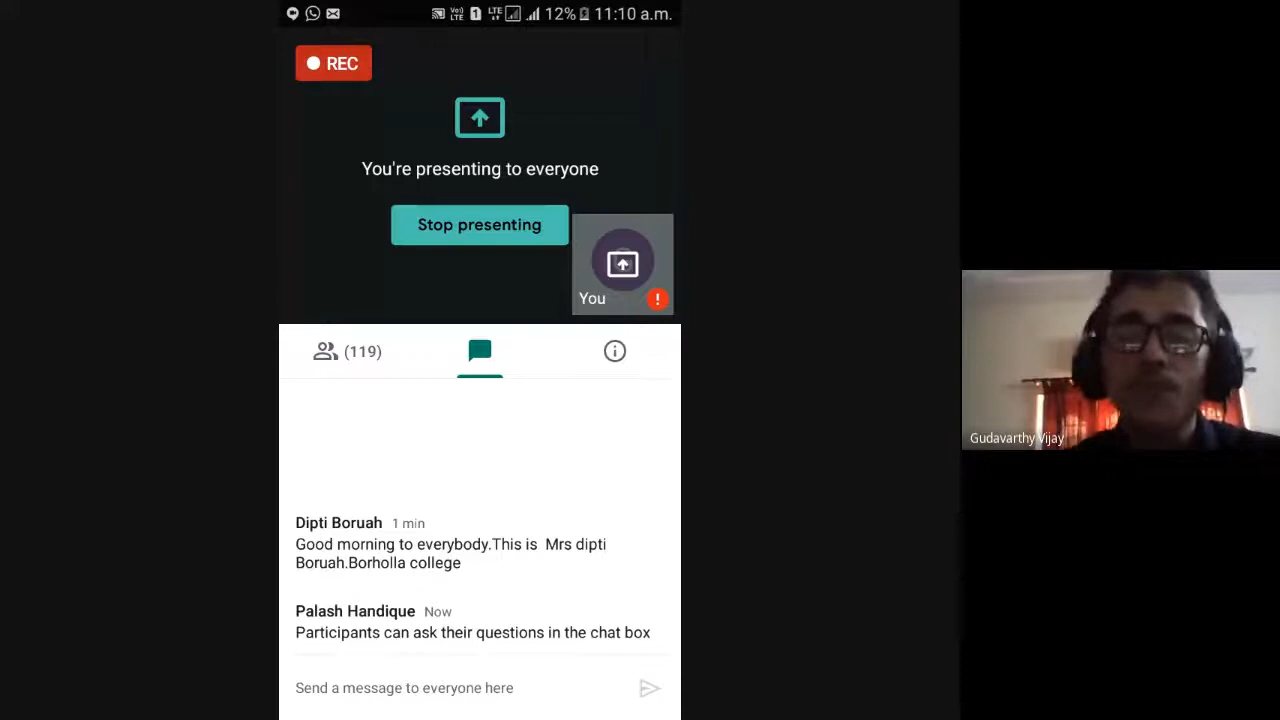 12% 11:10 a.m.
REC
You're presenting to everyone
Stop presenting
You
(119)
Dipti Boruah 1 min
Good morning to everybody.This is Mrs dipti
Boruah.Borholla college
Palash Handique Now
Participants can ask their questions in the chat box
Send a message to everyone here
Gudavarthy Vijay